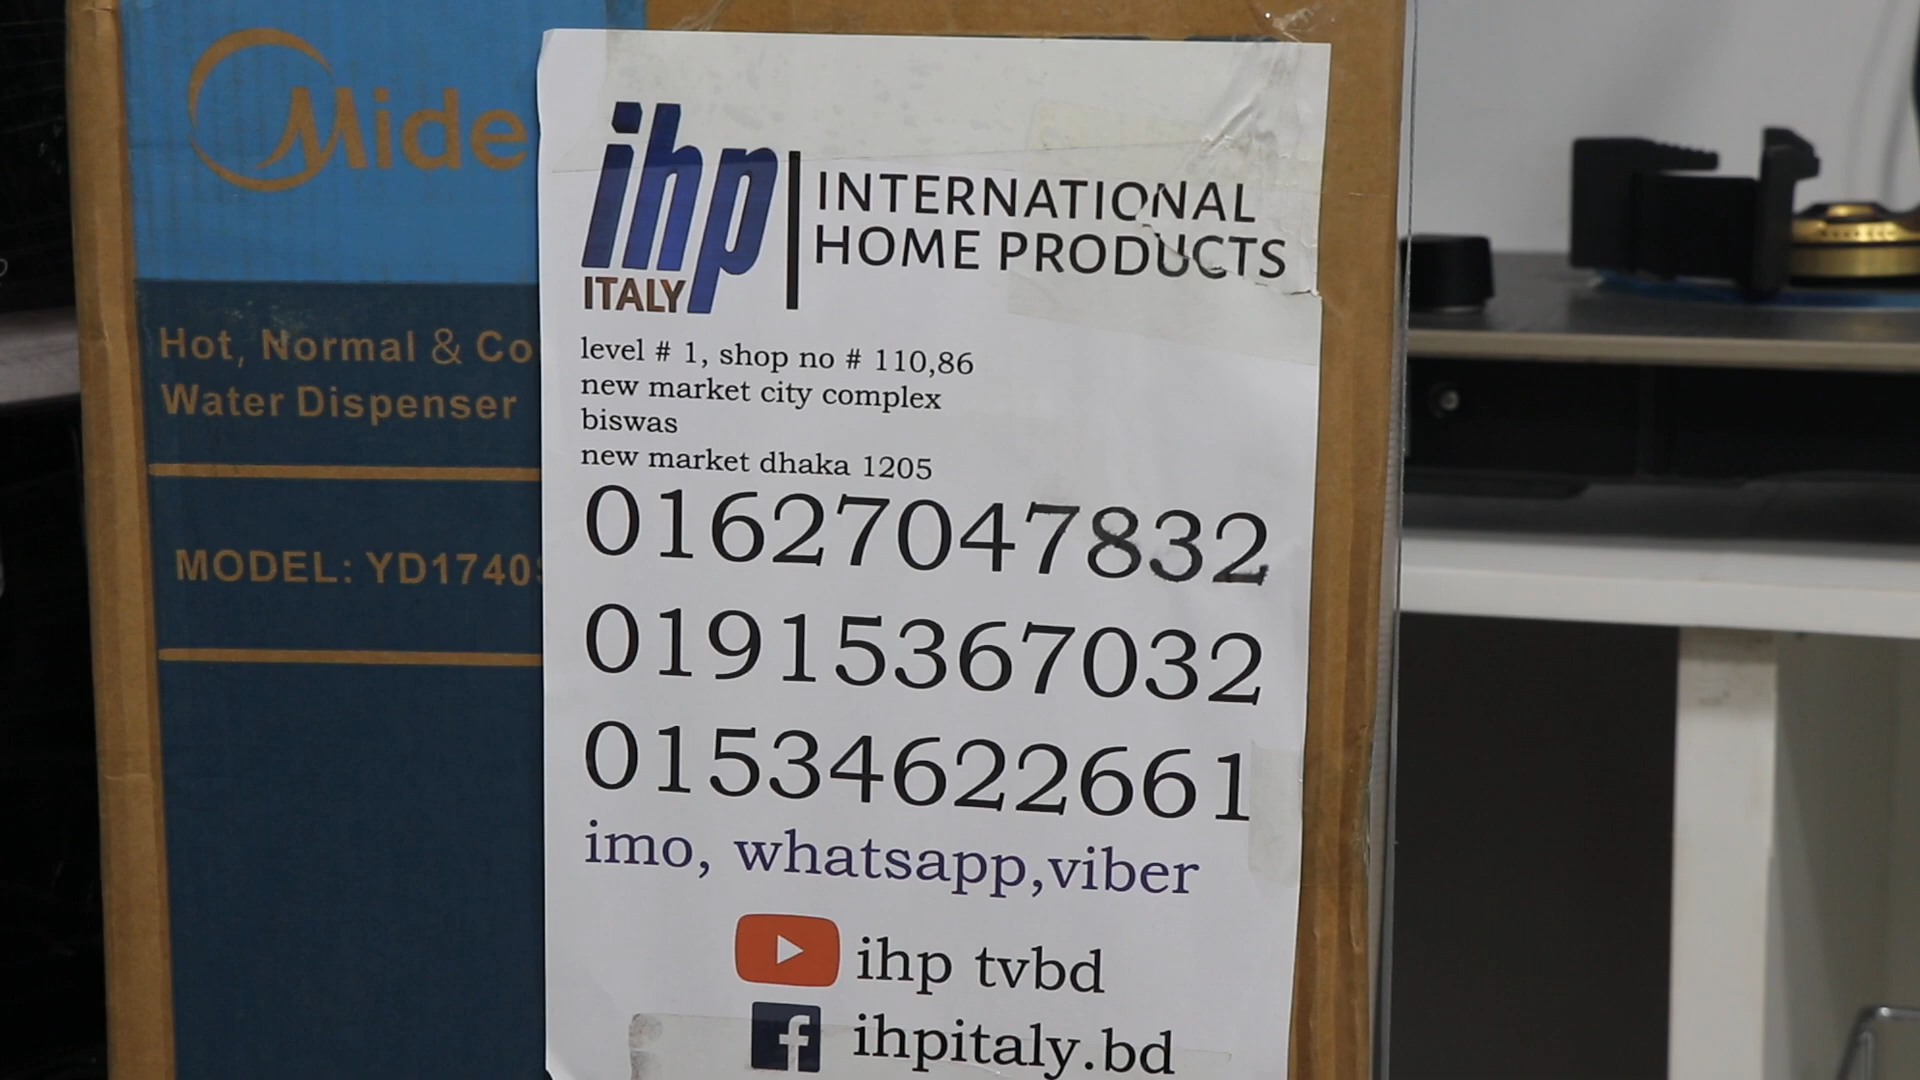 Mide
Hot, Normal & Co
Water Dispenser
MODEL: YD1740
ihp
ITALY
INTERNATIONAL
HOME PRODUCTS
level # 1, shop no # 110,86
new market city complex
biswas
new market dhaka 1205
01627047832
01915367032
01534622661
imo, whatsapp,viber
ihp tvbd
ihpitaly.bd